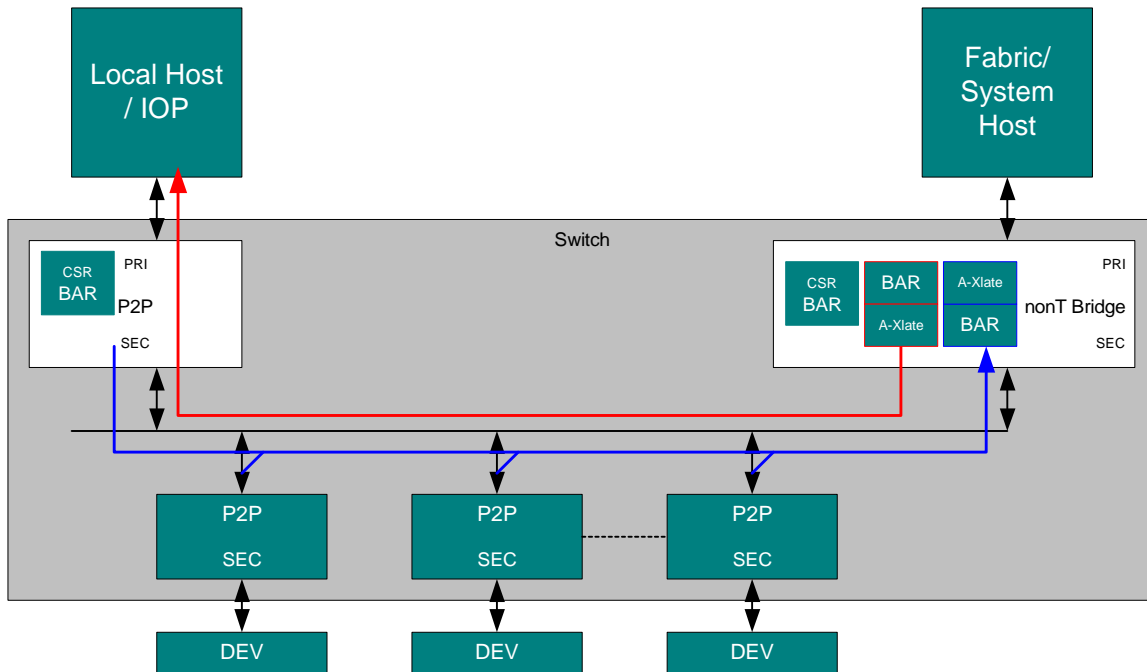 Local Host
/ IOP
Fabric/
System
Host
Switch
CSR
BAR
PRI
P2P
SEC
CSR
BAR
BAR
A-Xlate
A-Xlate
BAR
PRI
nonT Bridge
SEC
P2P
SEC
P2P
SEC
P2P
SEC
DEV
DEV
DEV